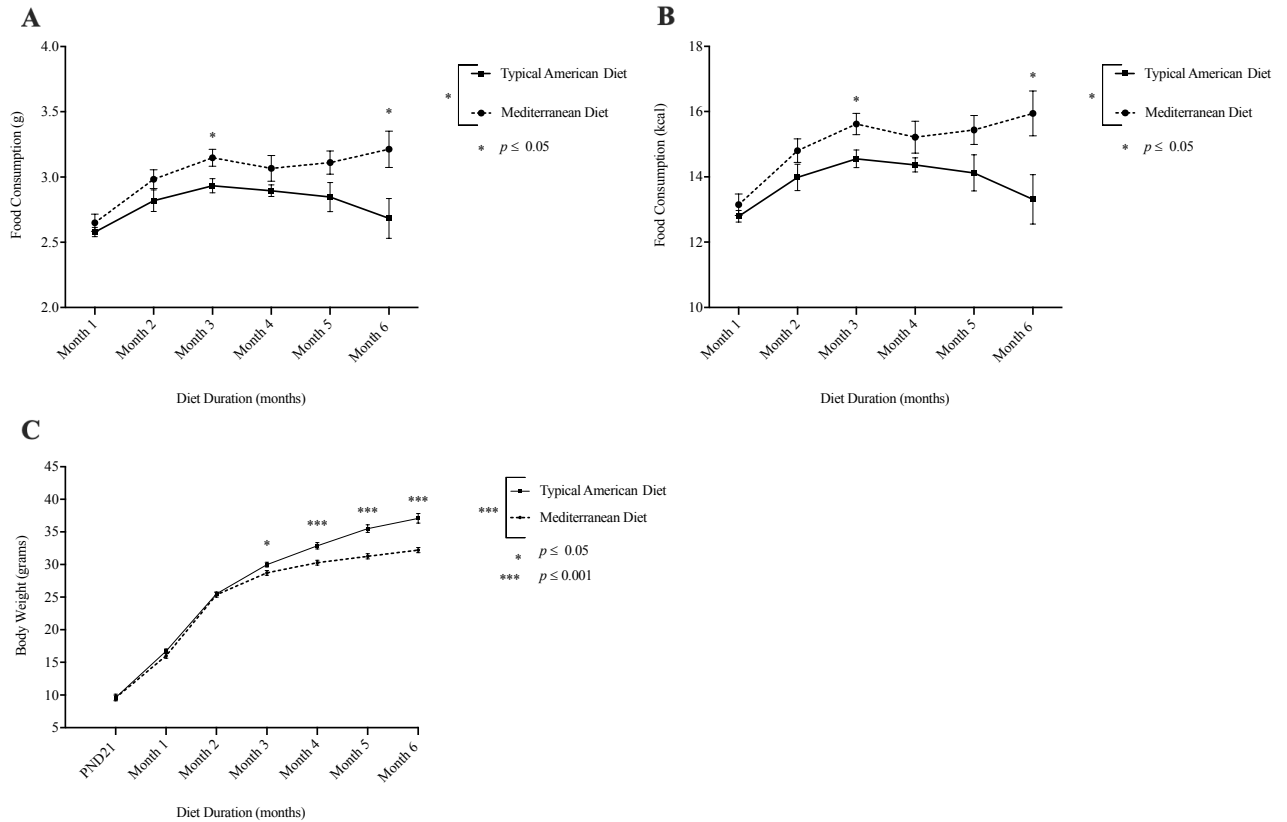 A
4.0
3.5
3.0
2.5
2.0
Food Consumption (g)
Month 1
Month 2
Month 3
Month 4
Month 5
Month 6
Diet Duration (months)
*
*
*
Typical American Diet
Mediterranean Diet
* p ≤ 0.05
B
18
16
14
12
10
Food Consumption (kcal)
Month 1
Month 2
Month 3
Month 4
Month 5
Month 6
Diet Duration (months)
*
*
*
Typical American Diet
Mediterranean Diet
* p ≤ 0.05
C
45
40
35
30
25
20
15
10
5
Body Weight (grams)
PND21
Month 1
Month 2
Month 3
Month 4
Month 5
Month 6
Diet Duration (months)
*
***
***
***
***
Typical American Diet
Mediterranean Diet
* p ≤ 0.05
*** p ≤ 0.001